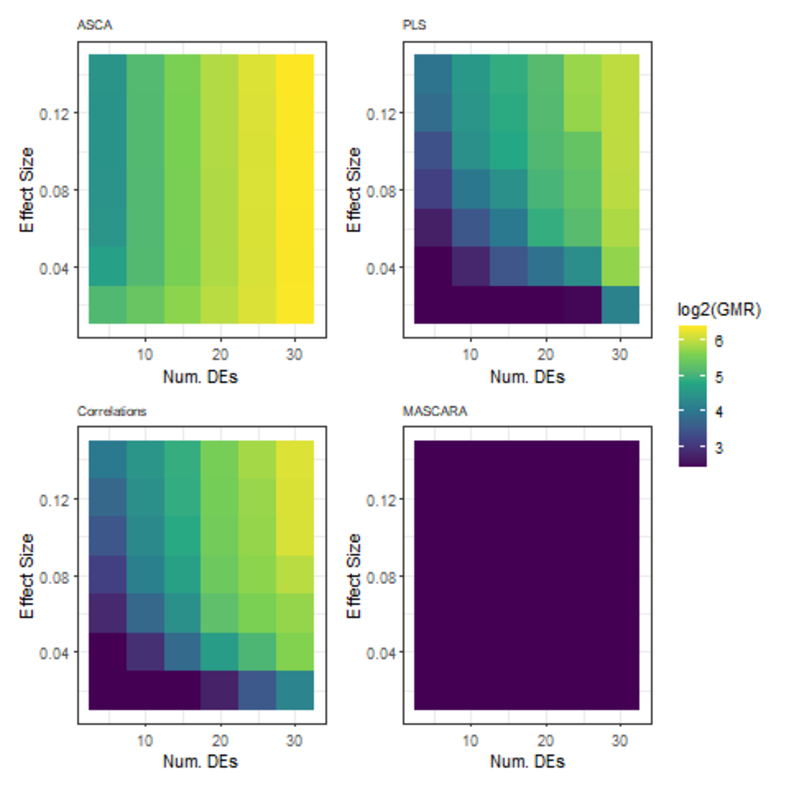 ASCA
PLS
Effect Size
0.12
0.08
0.04
10
20
30
Num. DEs
Effect Size
0.12
0.08
0.04
10
20
30
Num. DEs
log2(GMR)
6
5
4
3
Correlations
MASCARA
Effect Size
0.12
0.08
0.04
10
20
30
Num. DEs
Effect Size
0.12
0.08
0.04
10
20
30
Num. DEs